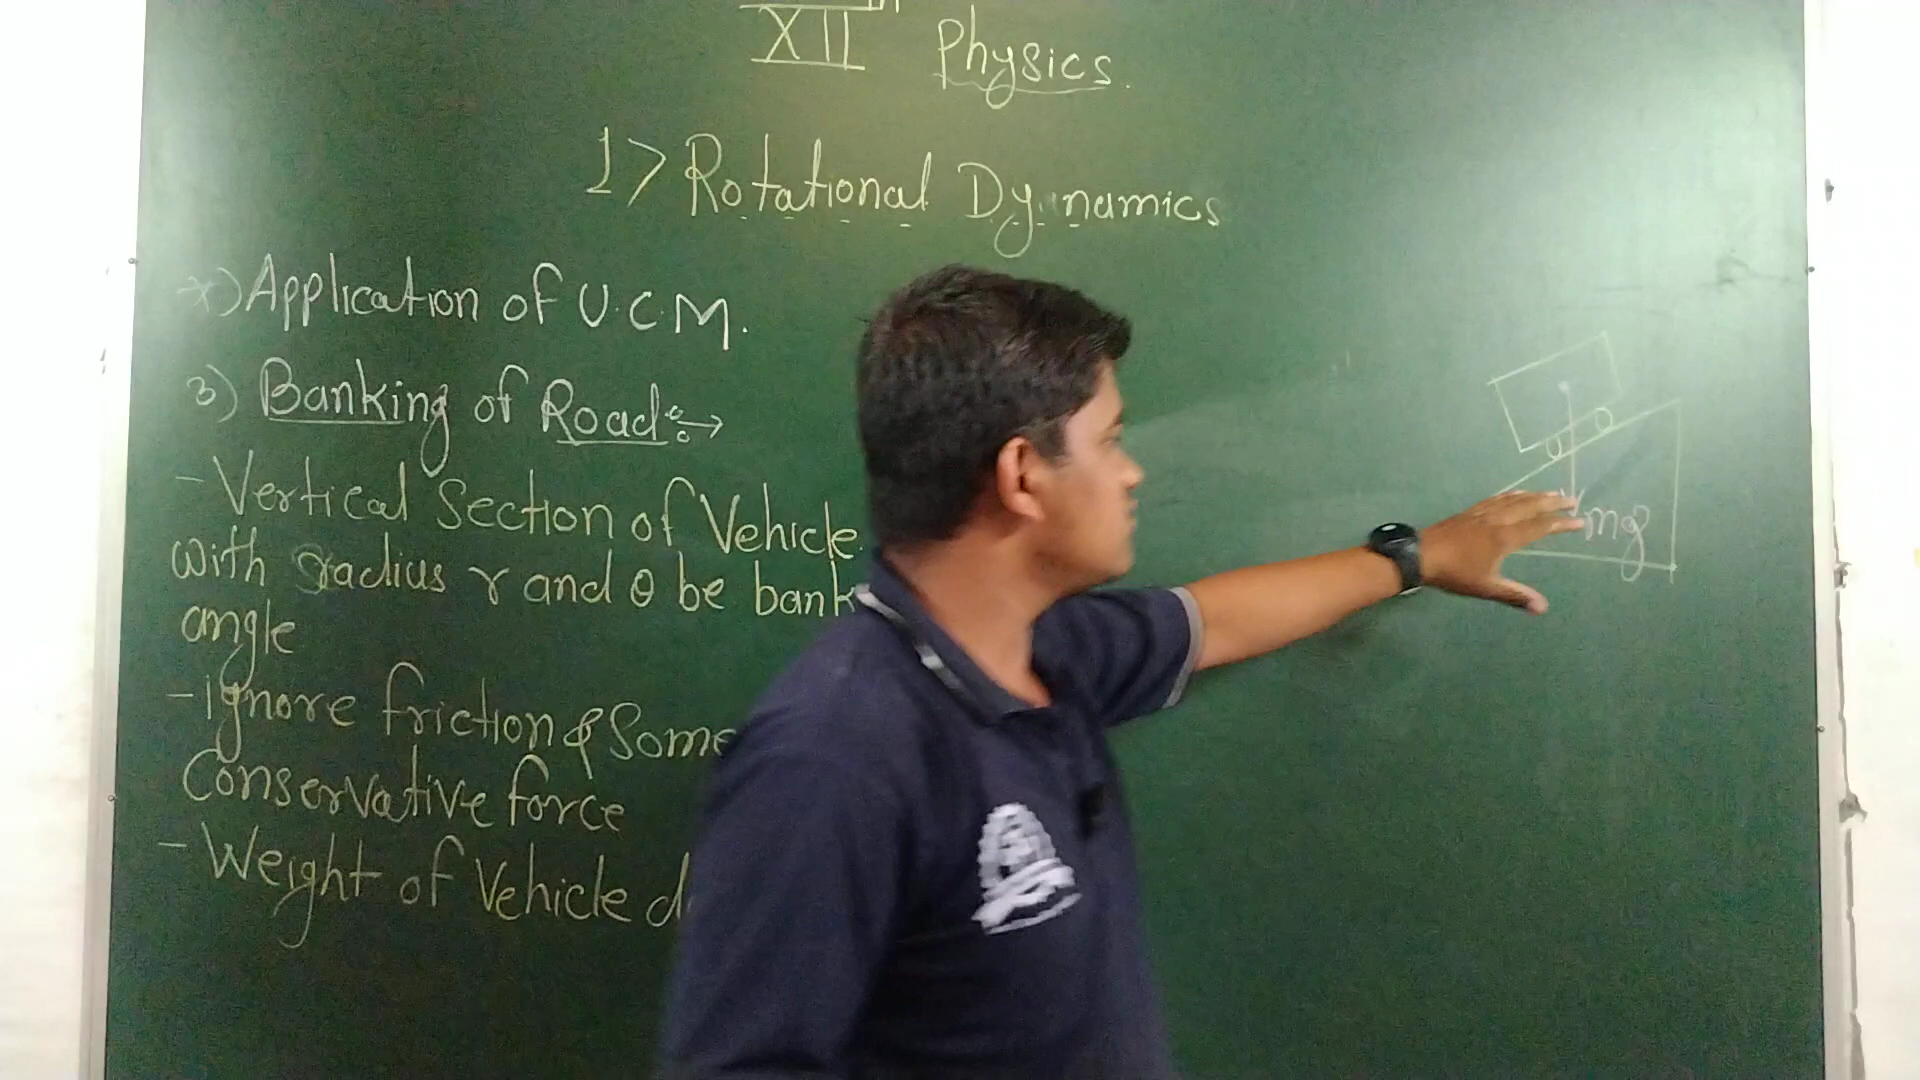 XII Physics.
1> Rotational Dynamics
*) Application of U.C.M.
3) Banking of Road :→
- Vertical Section of Vehicle
with radius r and θ be bank
angle
- ignore friction & Some
Conservative force
- Weight of Vehicle
mg